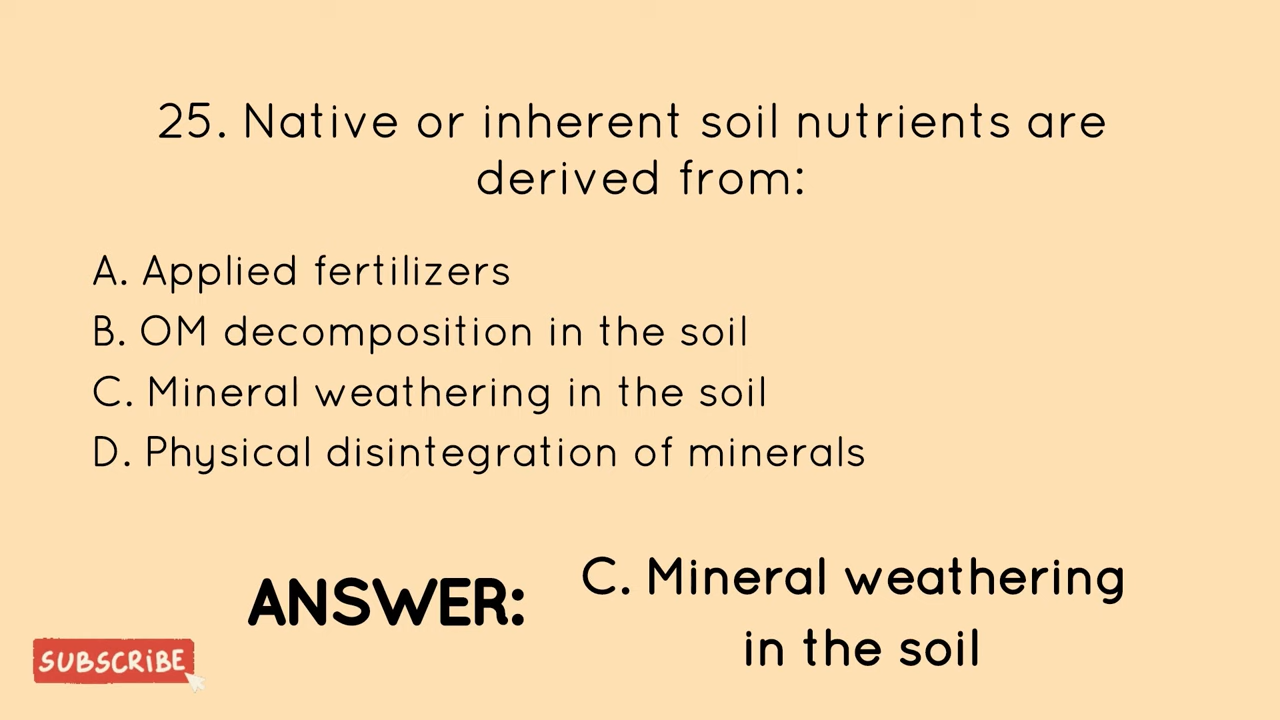 25. Native or inherent soil nutrients are
derived from:
A. Applied fertilizers
B. OM decomposition in the soil
C. Mineral weathering in the soil
D. Physical disintegration of minerals
ANSWER:
C. Mineral weathering
in the soil
SUBSCRIBE